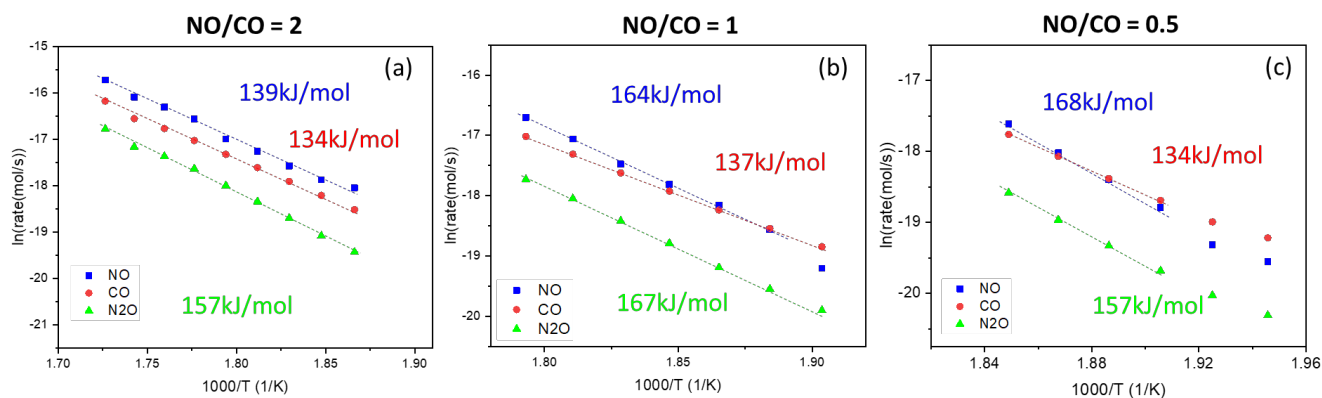 NO/CO = 2
(a)
139kJ/mol
134kJ/mol
157kJ/mol
NO
CO
N2O
ln(rate(mol/s))
-15
-16
-17
-18
-19
-20
-21
1.70
1.75
1.80
1.85
1.90
1000/T (1/K)
NO/CO = 1
(b)
164kJ/mol
137kJ/mol
167kJ/mol
NO
CO
N2O
ln(rate(mol/s))
-16
-17
-18
-19
-20
1.80
1.85
1.90
1000/T (1/K)
NO/CO = 0.5
(c)
168kJ/mol
134kJ/mol
157kJ/mol
NO
CO
N2O
ln(rate(mol/s))
-17
-18
-19
-20
1.84
1.88
1.92
1.96
1000/T (1/K)